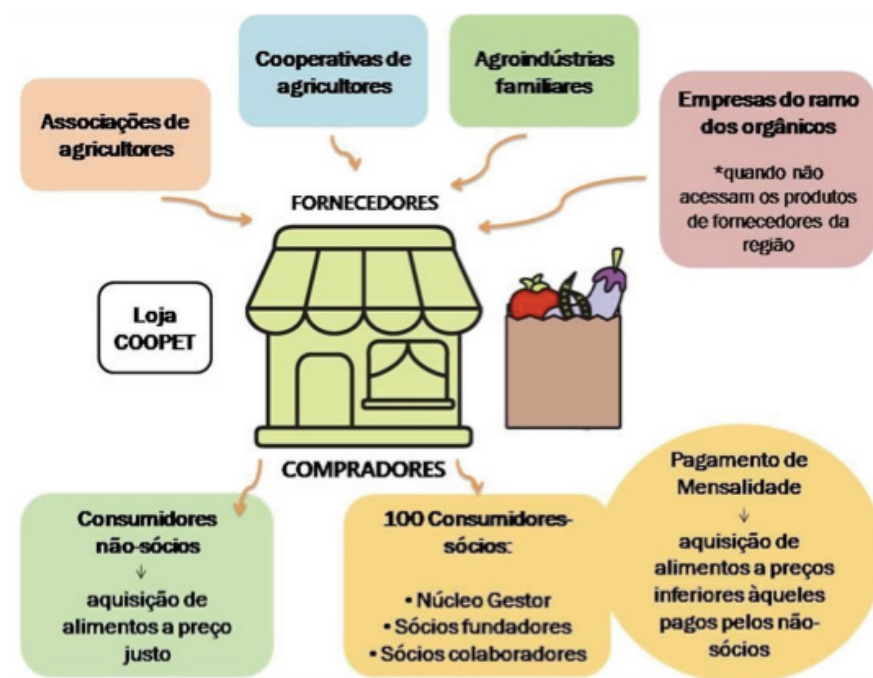 Cooperativas de
agricultores
Agroindústrias
familiares
Associações de
agricultores
Empresas do ramo
dos orgânicos
*quando não
acessam os produtos
de fornecedores da
região
FORNECEDORES
Loja
COOPET
COMPRADORES
Consumidores
não-sócios
↓
aquisição de
alimentos a preço
justo
100 Consumidores-
sócios:
• Núcleo Gestor
• Sócios fundadores
• Sócios colaboradores
Pagamento de
Mensalidade
↓
aquisição de
alimentos a preços
inferiores àqueles
pagos pelos não-
sócios